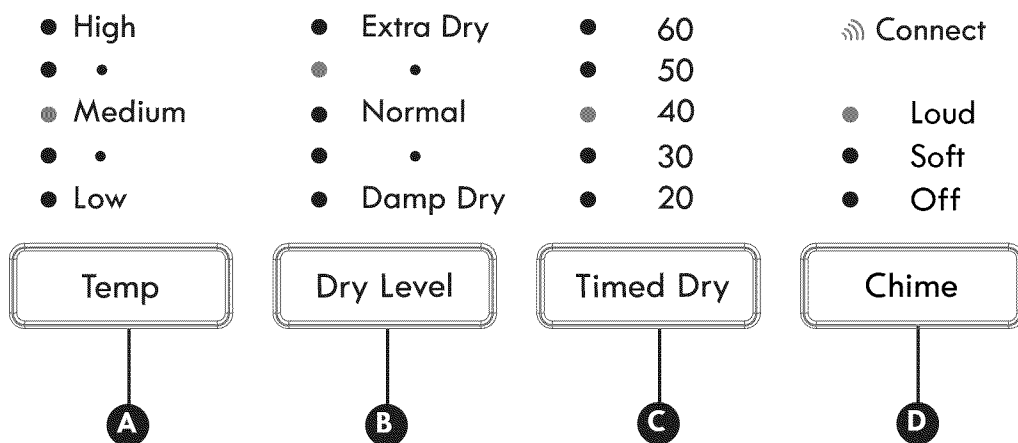 High
Medium
Low
Temp
A
Extra Dry
Normal
Damp Dry
Dry Level
B
60
50
40
30
20
Timed Dry
C
Connect
Loud
Soft
Off
Chime
D